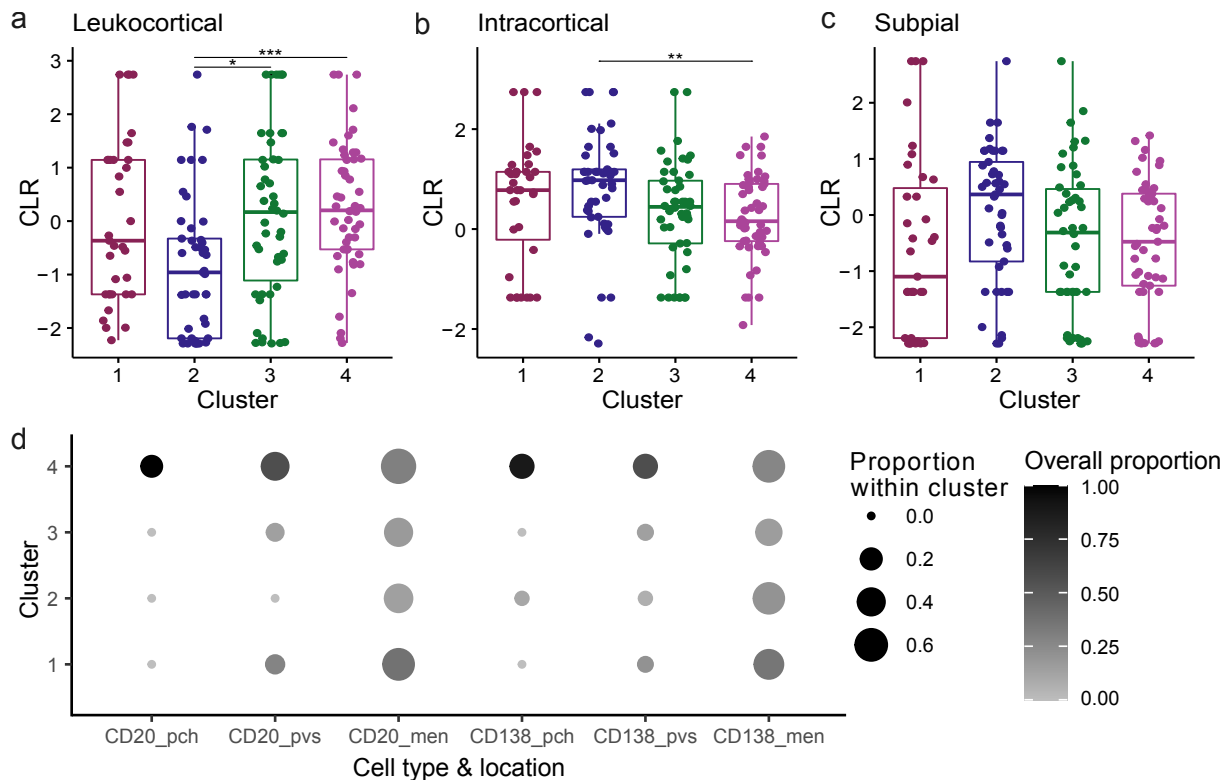 a Leukocortical
3
2
1
0
−1
−2
CLR
*
***
1 2 3 4
Cluster
b Intracortical
2
0
−2
CLR
**
1 2 3 4
Cluster
c Subpial
2
1
0
−1
−2
CLR
1 2 3 4
Cluster
d
4
3
2
1
Cluster
CD20_pch CD20_pvs CD20_men CD138_pch CD138_pvs CD138_men
Cell type & location
Proportion
within cluster
0.0
0.2
0.4
0.6
Overall proportion
1.00
0.75
0.50
0.25
0.00